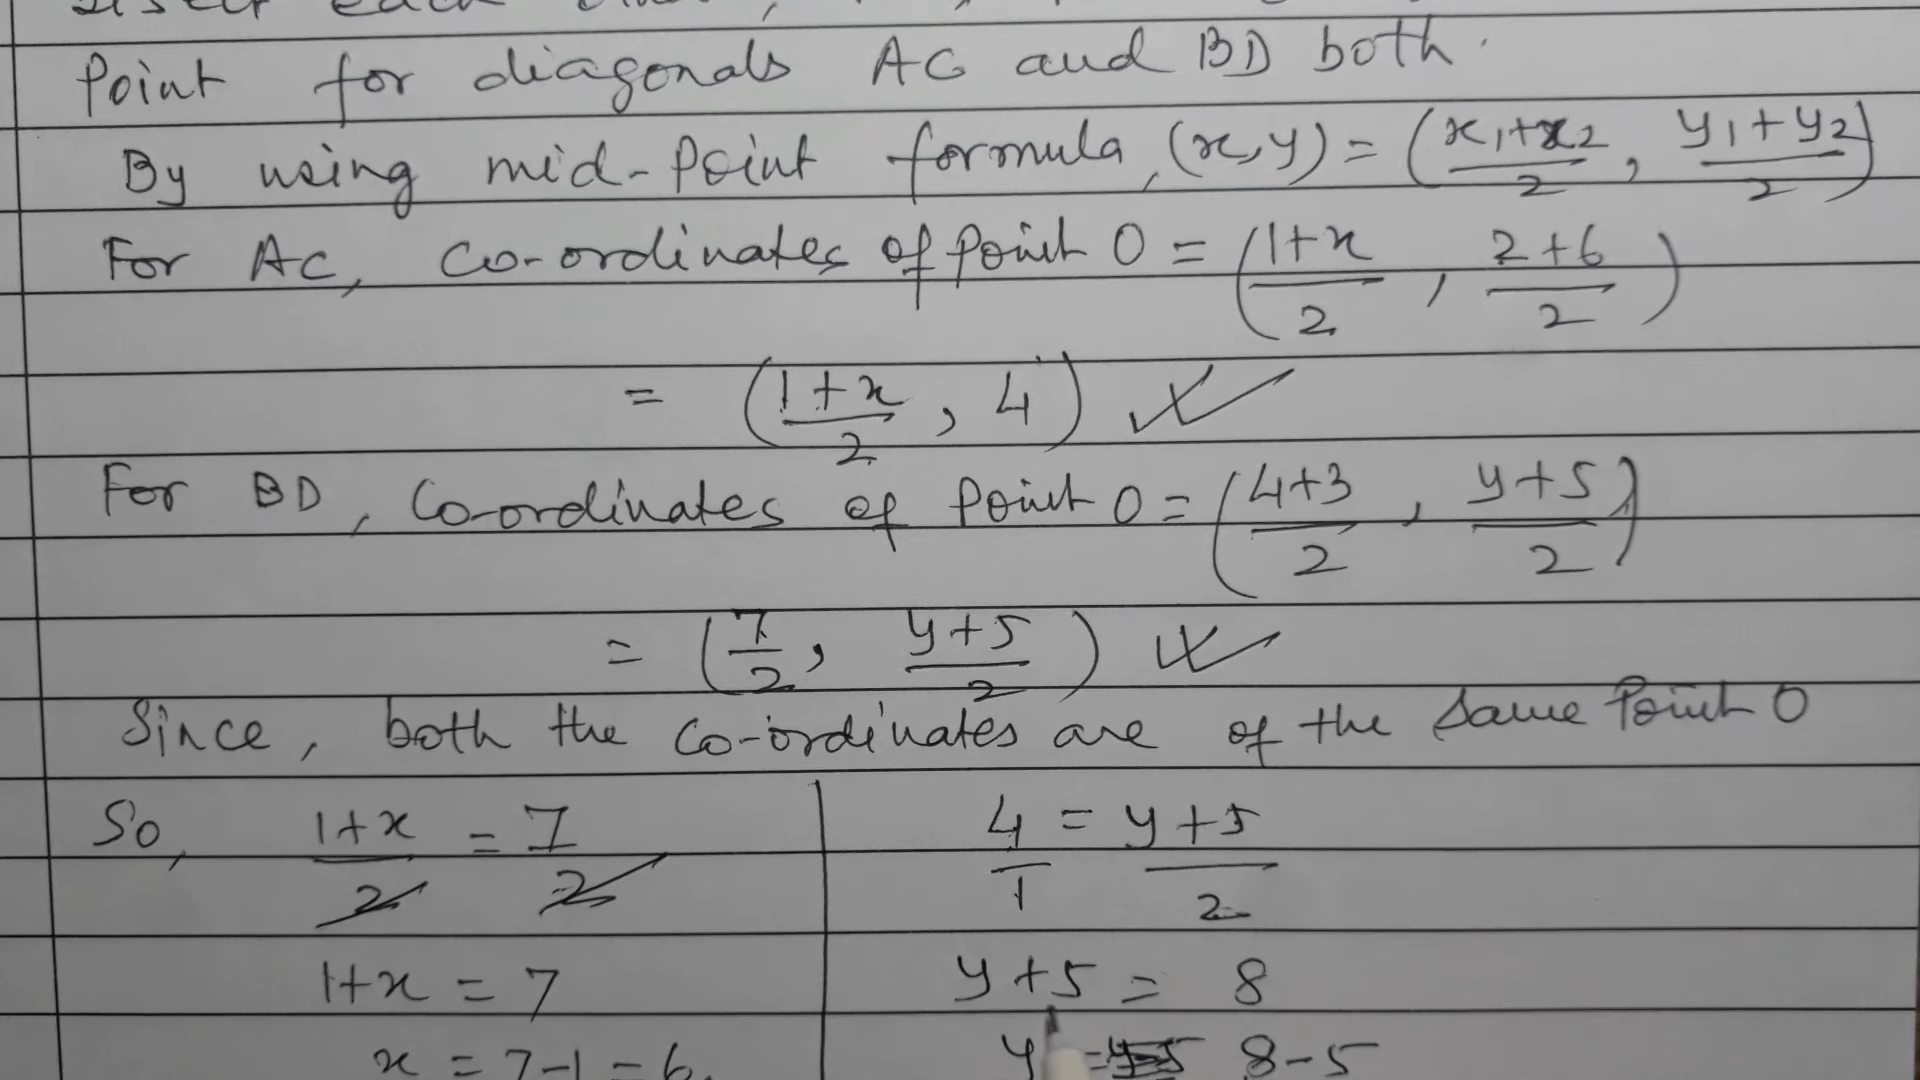 itself each other,
Point for diagonals AC and BD both.
By using mid-Point formula, (x,y) = (x1+x2/2, y1+y2/2)
For AC, Co-ordinates of Point O = (1+x/2, 2+6/2)
= (1+x/2, 4)
For BD, Co-ordinates of Point O = (4+3/2, y+5/2)
= (7/2, y+5/2)
Since, both the Co-ordinates are of the same Point O
So, 1+x/2 = 7/2
1+x = 7
x = 7-1 = 6.
4/1 = y+5/2
y+5 = 8
y = 8-5